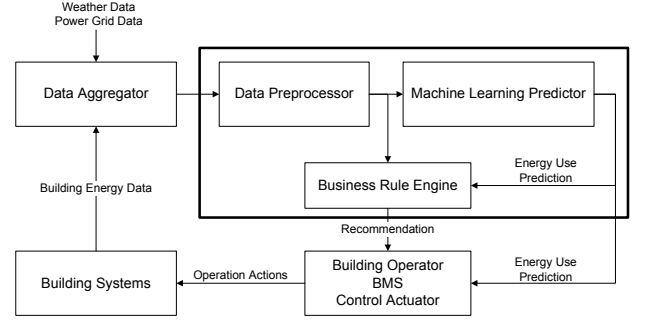 Weather Data
Power Grid Data
Data Aggregator
Data Preprocessor
Machine Learning Predictor
Energy Use
Prediction
Business Rule Engine
Building Energy Data
Recommendation
Building Systems
Operation Actions
Building Operator
BMS
Control Actuator
Energy Use
Prediction